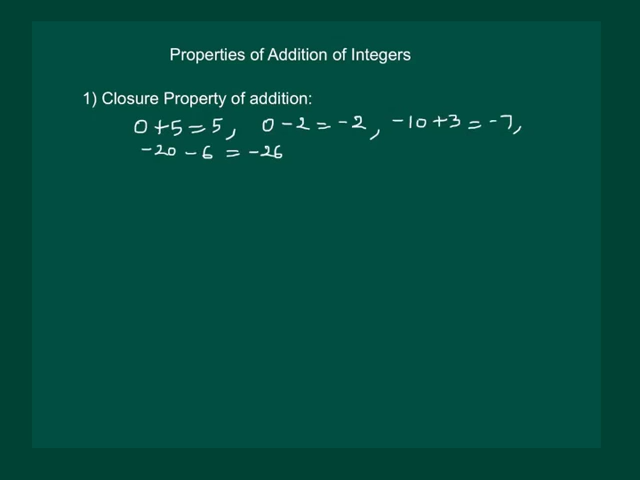 Properties of Addition of Integers
1) Closure Property of addition:
0 + 5 = 5, 0 - 2 = -2, -10 + 3 = -7,
-20 - 6 = -26